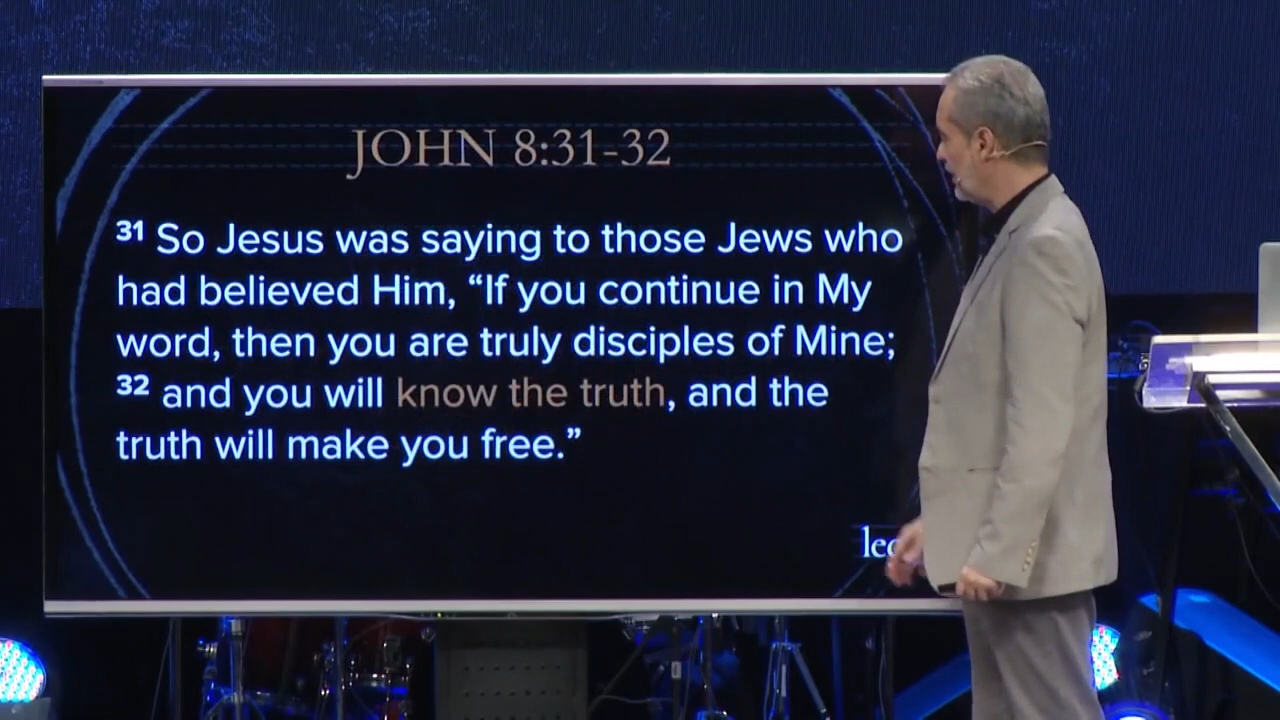 JOHN 8:31-32
31 So Jesus was saying to those Jews who
had believed Him, “If you continue in My
word, then you are truly disciples of Mine;
32 and you will know the truth, and the
truth will make you free.”